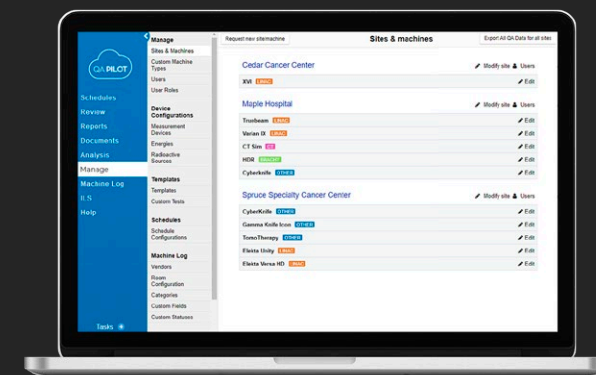 QA PILOT
Schedules
Review
Reports
Documents
Analysis
Manage
Machine Log
ILS
Help
Tasks
Manage
Sites & Machines
Custom Machine
Types
Users
User Roles
Device
Configurations
Measurement
Devices
Energies
Radioactive
Sources
Templates
Templates
Custom Tests
Schedules
Schedule
Configurations
Machine Log
Vendors
Room
Configuration
Categories
Custom Fields
Custom Statuses
Request new site/machine
Sites & machines
Export All QA Data for all sites
Cedar Cancer Center Modify site Users
XVI LINAC Edit
Maple Hospital Modify site Users
Truebeam LINAC Edit
Varian IX LINAC Edit
CT Sim CT Edit
HDR BRACHY Edit
Cyberknife OTHER Edit
Spruce Specialty Cancer Center Modify site Users
CyberKnife OTHER Edit
Gamma Knife Icon OTHER Edit
TomoTherapy OTHER Edit
Elekta Unity LINAC Edit
Elekta Versa HD LINAC Edit